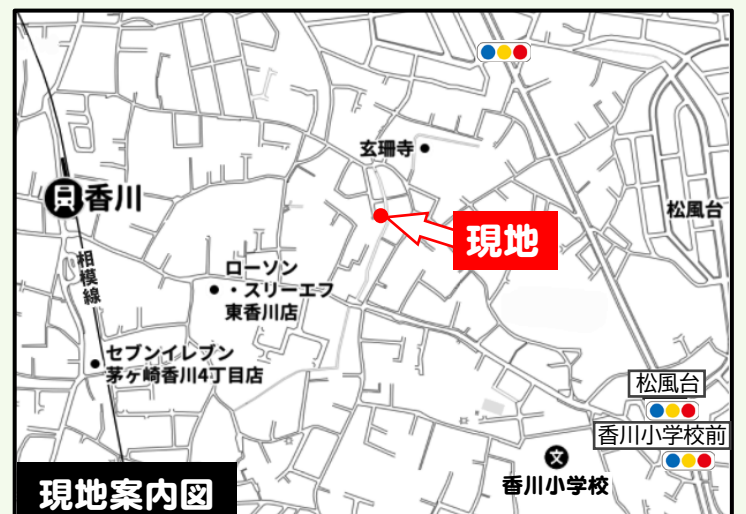 玄珊寺
香川
現地
松風台
相模線
ローソン
・スリーエフ
東香川店
セブンイレブン
茅ヶ崎香川4丁目店
松風台
香川小学校前
文
香川小学校
現地案内図